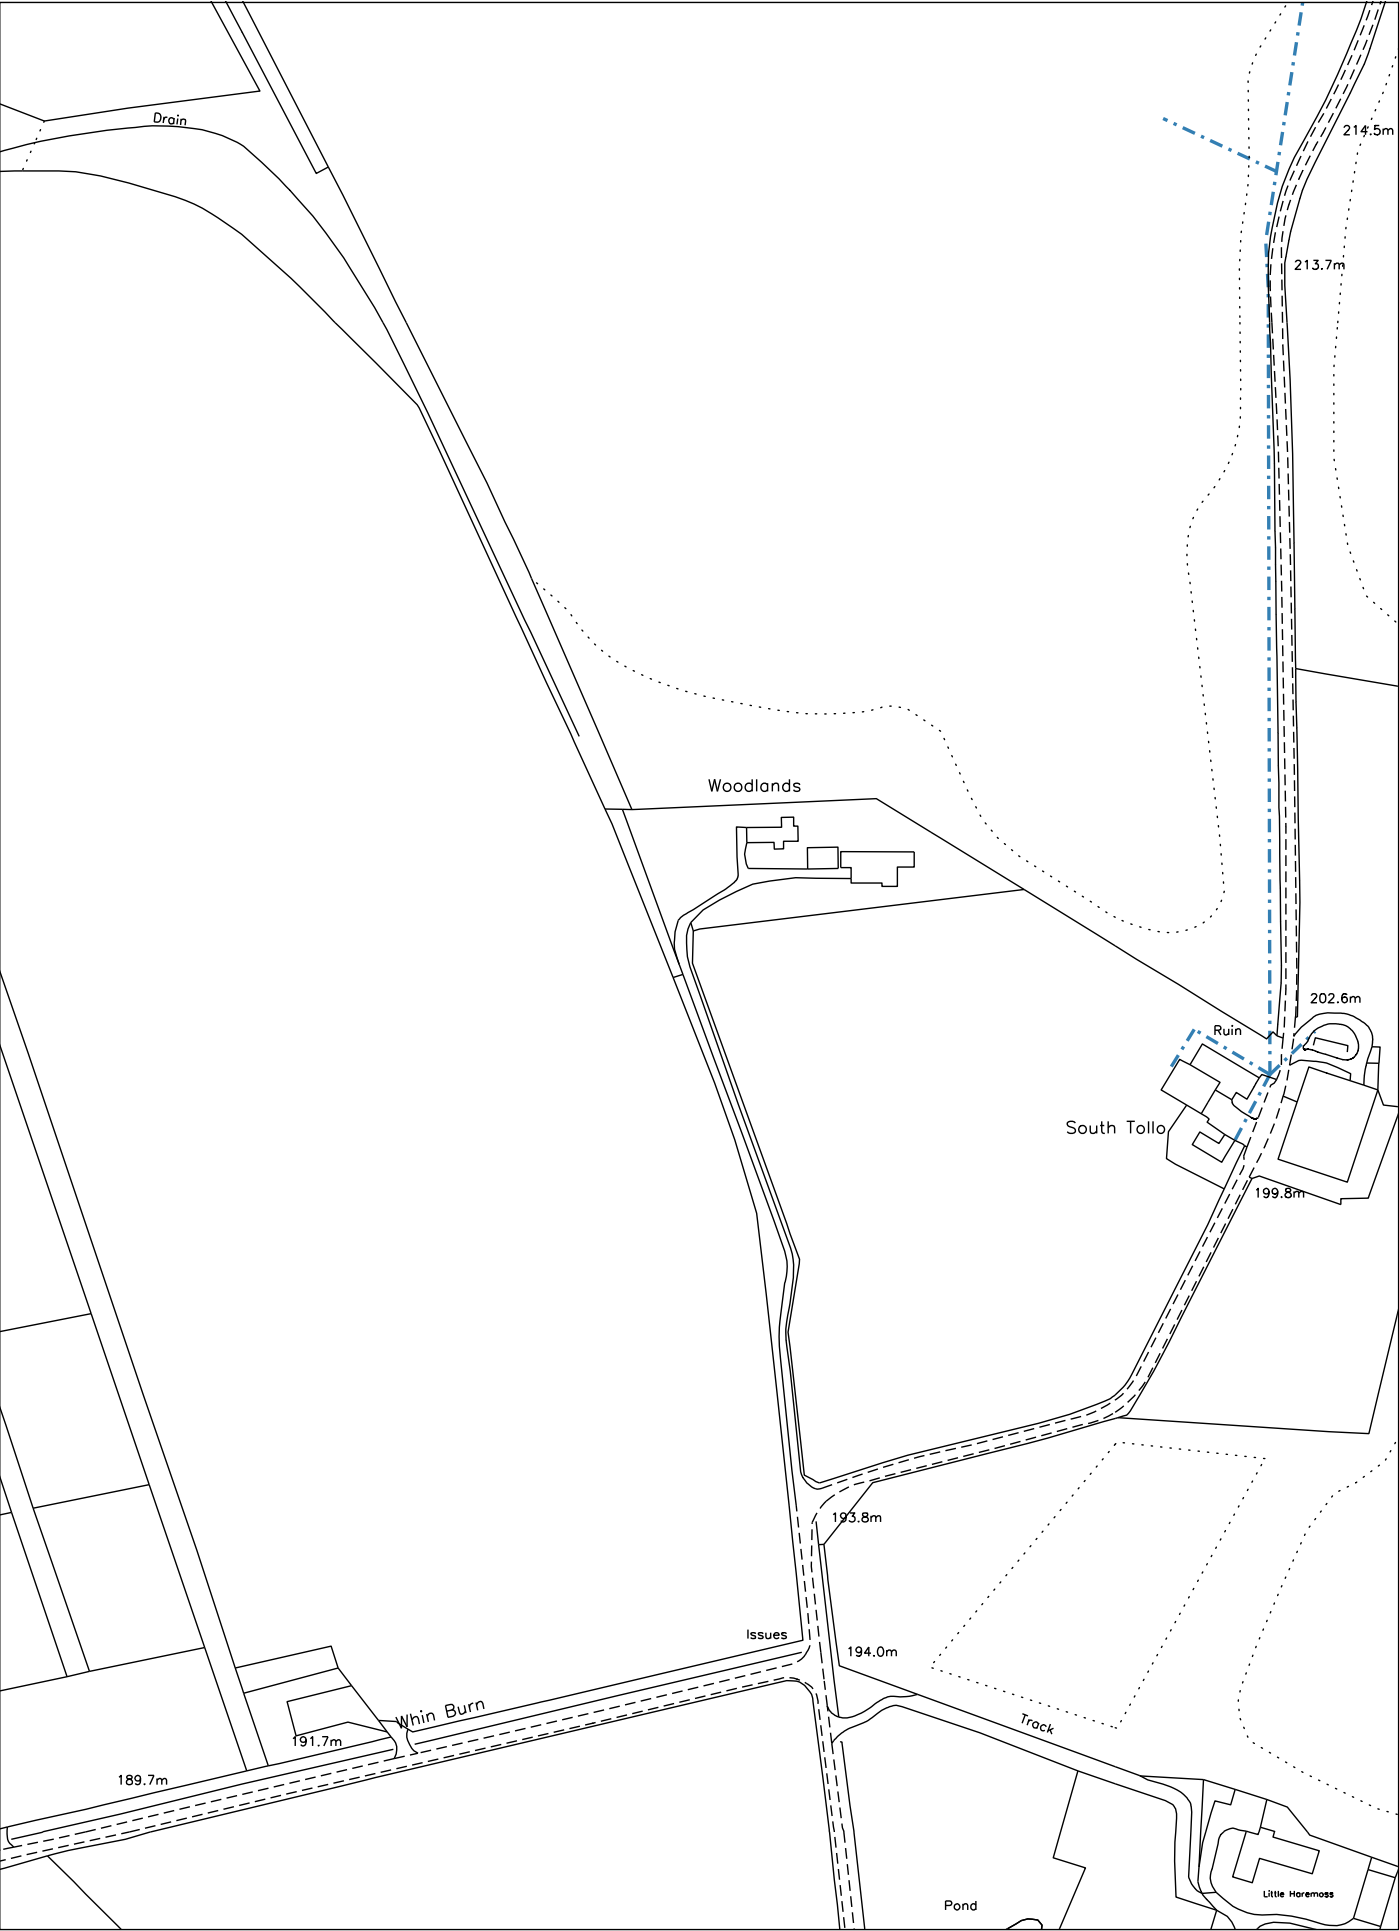 Drain
214.5m
213.7m
Woodlands
202.6m
Ruin
South Tollo
199.8m
193.8m
Issues
194.0m
Whin Burn
Track
191.7m
189.7m
Little Haremoss
Pond